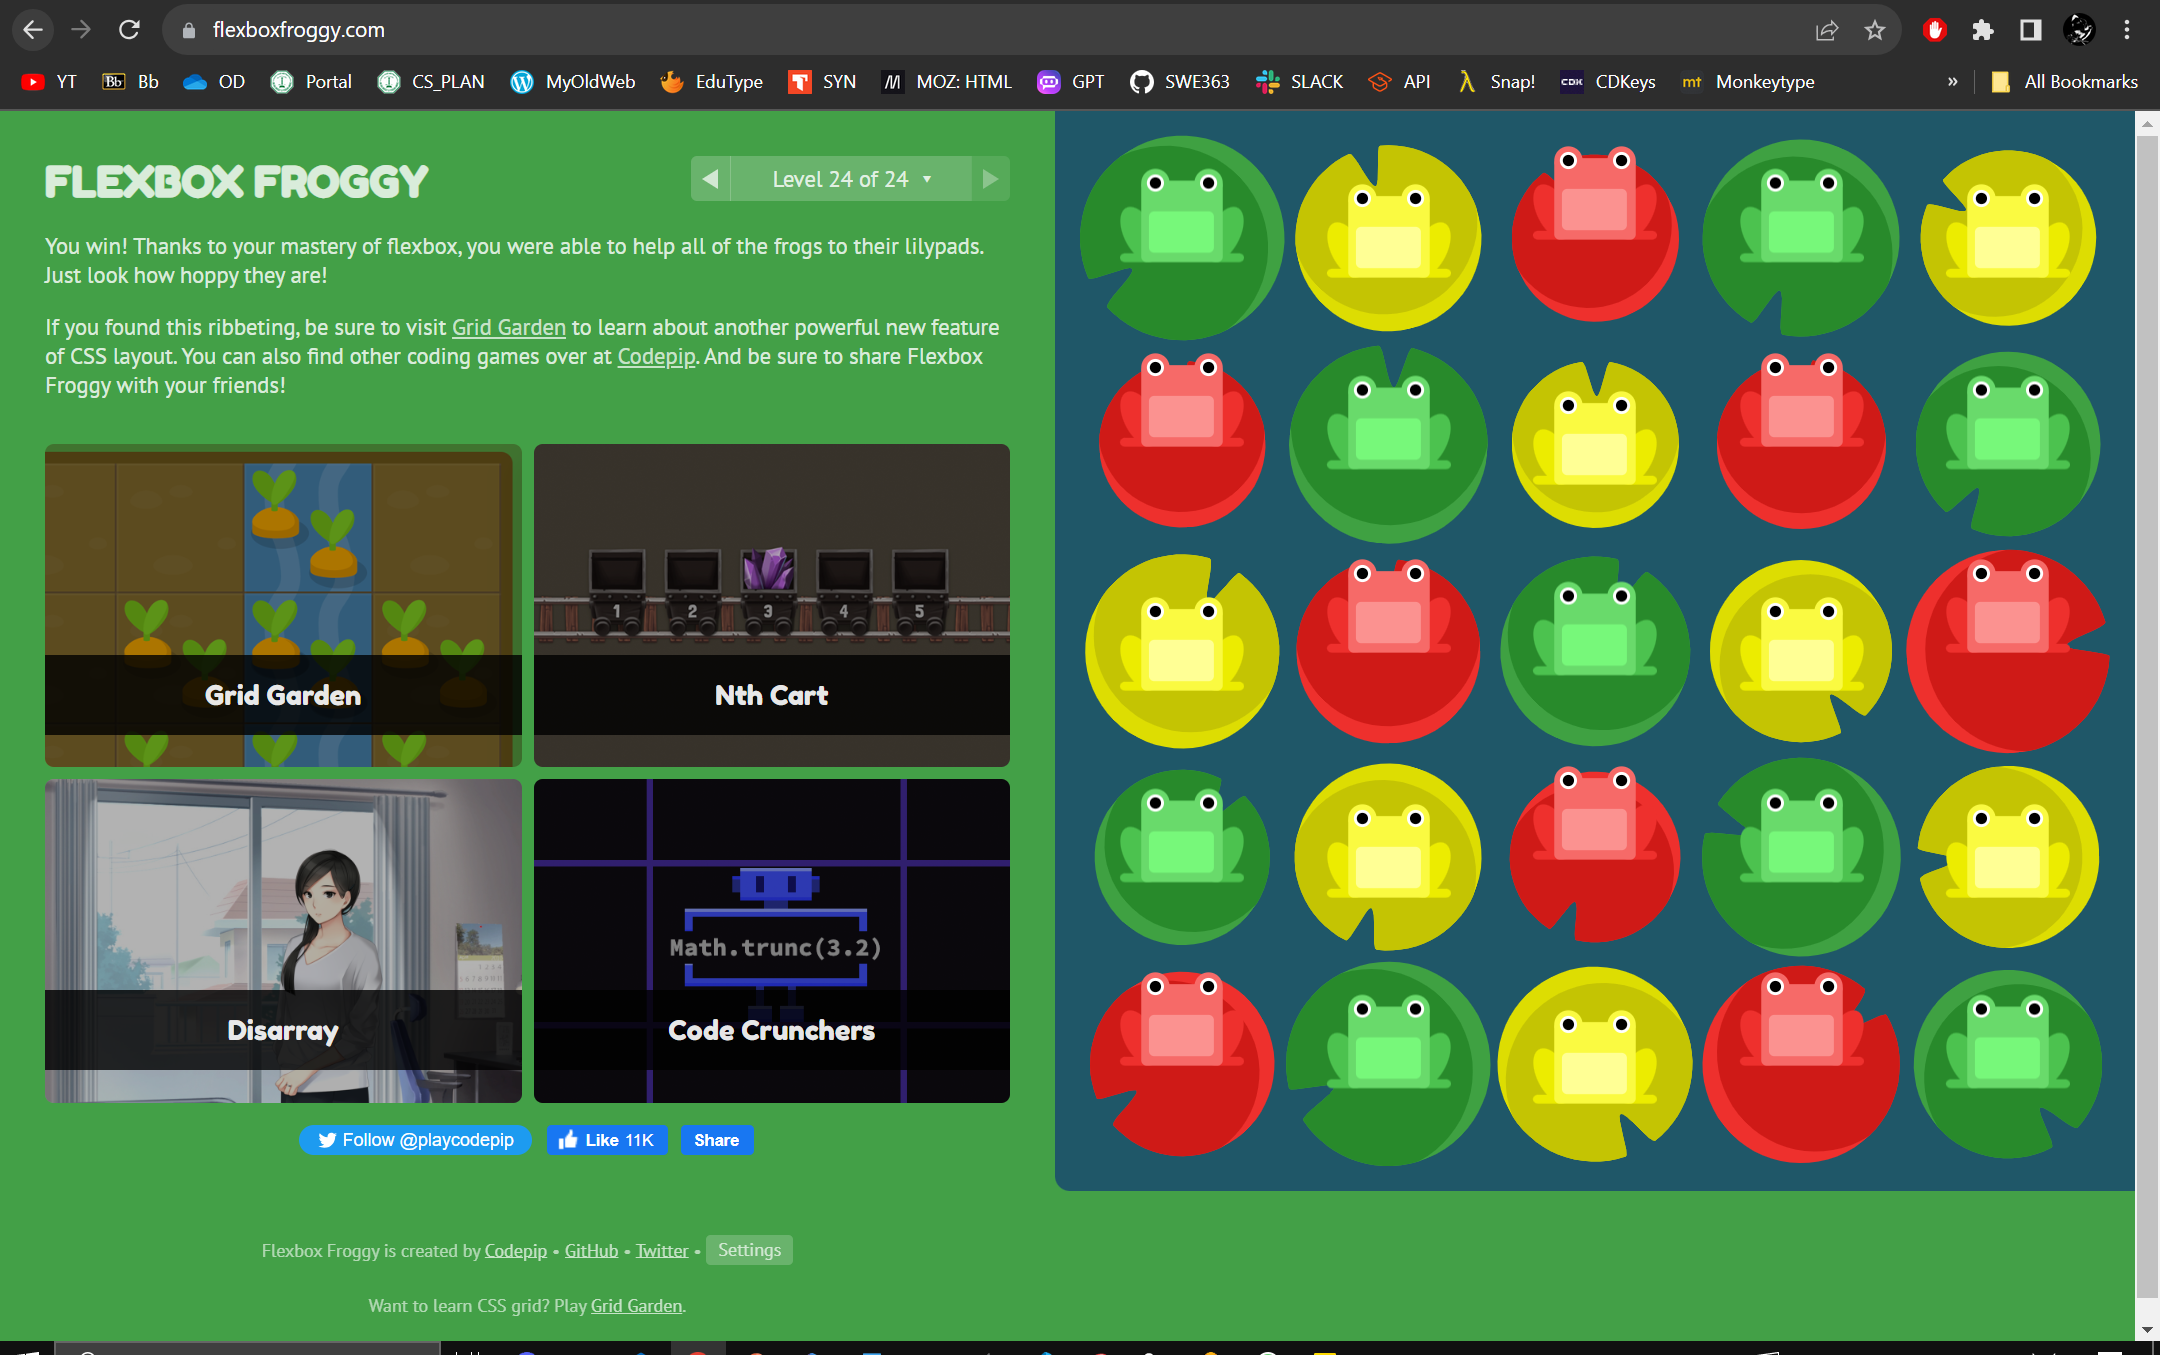 flexboxfroggy.com
YT
Bb Bb
OD
Portal
CS_PLAN
MyOldWeb
EduType
SYN
MOZ: HTML
GPT
SWE363
SLACK
API
Snap!
CDK CDKeys
mt Monkeytype
»
All Bookmarks
FLEXBOX FROGGY
Level 24 of 24
You win! Thanks to your mastery of flexbox, you were able to help all of the frogs to their lilypads.
Just look how hoppy they are!
If you found this ribbeting, be sure to visit Grid Garden to learn about another powerful new feature
of CSS layout. You can also find other coding games over at Codepip. And be sure to share Flexbox
Froggy with your friends!
Grid Garden
1 2 3 4 5
Nth Cart
Disarray
Math.trunc(3.2)
Code Crunchers
Follow @playcodepip
Like 11K
Share
Flexbox Froggy is created by Codepip • GitHub • Twitter • Settings
Want to learn CSS grid? Play Grid Garden.